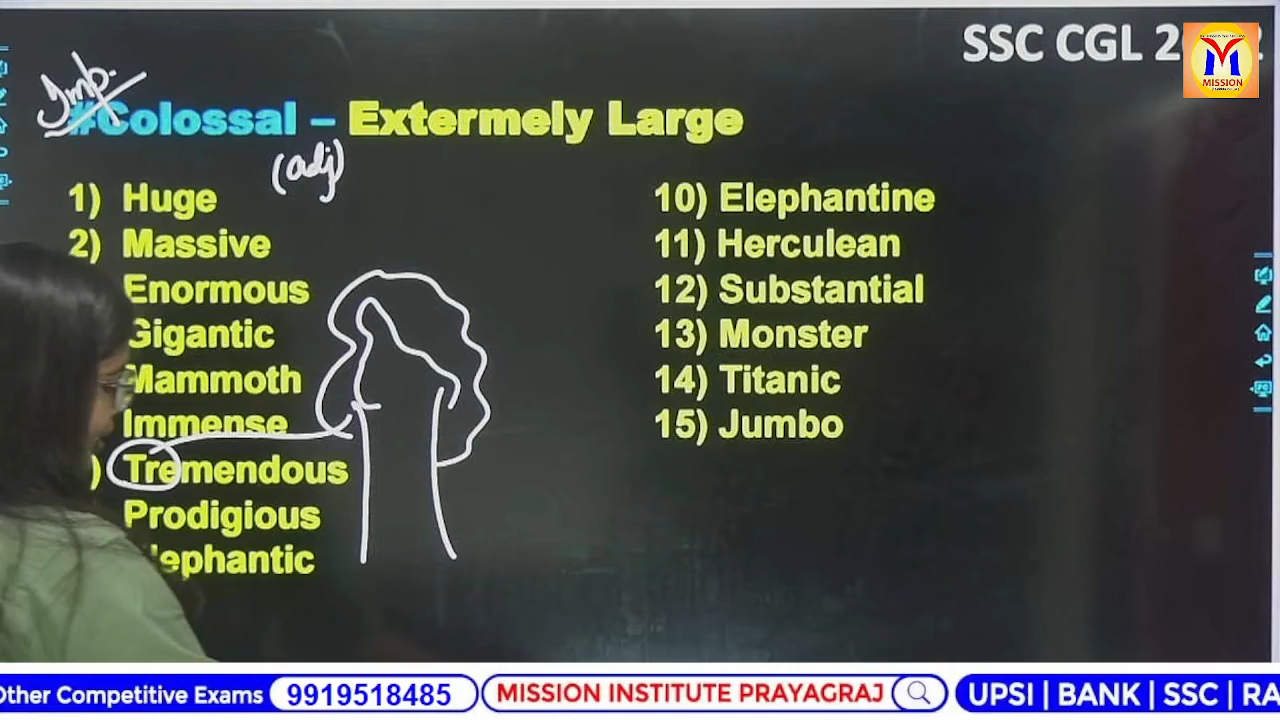 SSC CGL 2
2
MISSION
Imp.
#Colossal – Extermely Large
(adj)
1) Huge
2) Massive
Enormous
Gigantic
Mammoth
Immense
) Tremendous
Prodigious
lephantic
10) Elephantine
11) Herculean
12) Substantial
13) Monster
14) Titanic
15) Jumbo
Other Competitive Exams 9919518485 MISSION INSTITUTE PRAYAGRAJ UPSI | BANK | SSC | RA